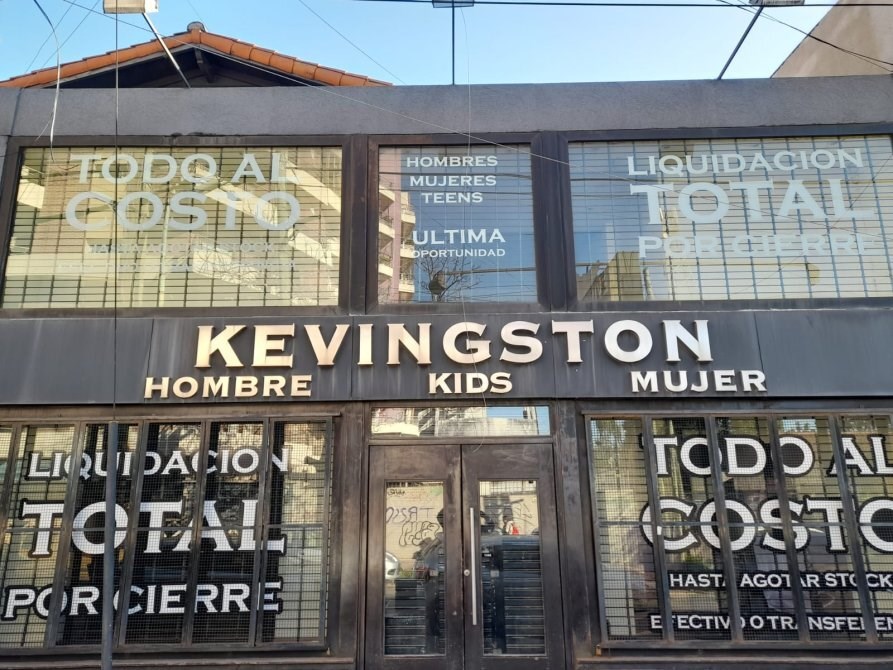 TODO AL
COSTO
HOMBRES
MUJERES
TEENS
ULTIMA
OPORTUNIDAD
LIQUIDACION
TOTAL
POR CIERRE
KEVINGSTON
HOMBRE KIDS MUJER
LIQUIDACION
TOTAL
POR CIERRE
TODO AL
COSTO
HASTA AGOTAR STOCK
EFECTIVO O TRANSFEREN